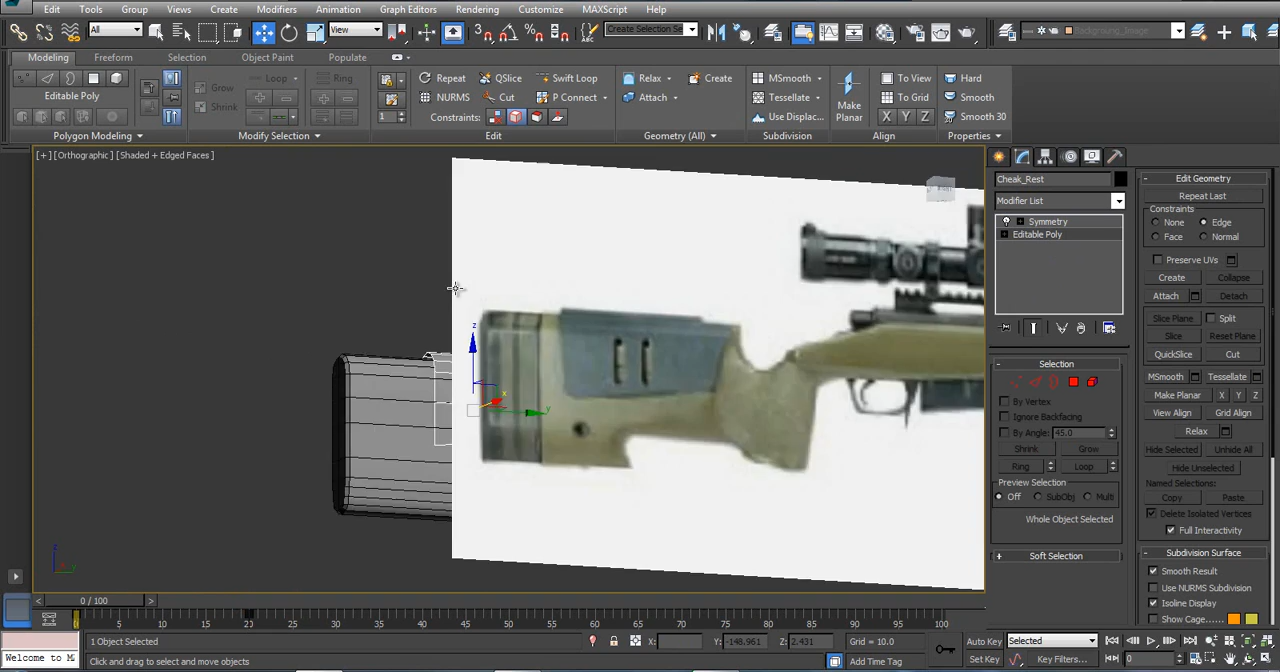 Edit Tools Group Views Create Modifiers Animation Graph Editors Rendering Customize MAXScript Help
All View Create Selection Se Background_Image
Modeling Freeform Selection Object Paint Populate
Editable Poly
Polygon Modeling
Loop Ring
Grow
Shrink
Modify Selection
1
Repeat QSlice Swift Loop
NURMS Cut P Connect
Constraints:
Edit
Relax Create
Attach
Geometry (All)
MSmooth
Tessellate
Use Displac...
Subdivision
Make
Planar
To View
To Grid
X Y Z
Align
Hard
Smooth
Smooth 30
Properties
[+] [Orthographic] [Shaded + Edged Faces]
z
x
y
z
x
y
Cheak_Rest
Modifier List
Symmetry
Editable Poly
- Selection
By Vertex
Ignore Backfacing
By Angle: 45.0
Shrink Grow
Ring Loop
Preview Selection
Off SubObj Multi
Whole Object Selected
+ Soft Selection
- Edit Geometry
Repeat Last
Constraints
None Edge
Face Normal
Preserve UVs
Create Collapse
Attach Detach
Slice Plane Split
Slice Reset Plane
QuickSlice Cut
MSmooth Tessellate
Make Planar X Y Z
View Align Grid Align
Relax
Hide Selected Unhide All
Hide Unselected
Named Selections:
Copy Paste
Delete Isolated Vertices
Full Interactivity
- Subdivision Surface
Smooth Result
Use NURMS Subdivision
Isoline Display
Show Cage......
< 0 / 100 >
0 5 10 15 20 25 30 35 40 45 50 55 60 65 70 75 80 85 90 95 100
1 Object Selected X: Y: -148.961 Z: 2.431 Grid = 10.0 Auto Key Selected
Welcome to M Click and drag to select and move objects Add Time Tag Set Key Key Filters... 0